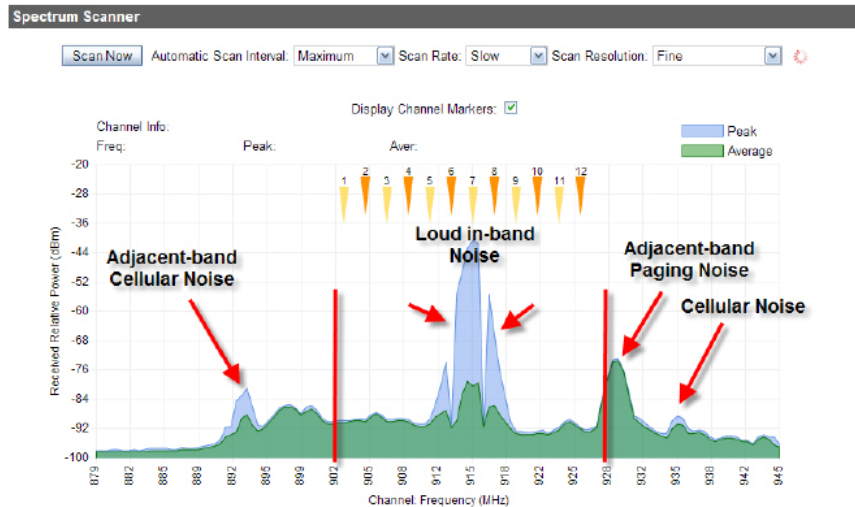 Spectrum Scanner
Scan Now Automatic Scan Interval: Maximum Scan Rate: Slow Scan Resolution: Fine
Display Channel Markers:
Channel Info:
Freq: Peak: Aver:
Peak
Average
-20
-28
-36
-44
-52
-60
-68
-76
-84
-92
-100
Received Relative Power (dBm)
1 2 3 4 5 6 7 8 9 10 11 12
Adjacent-band
Cellular Noise
Loud in-band
Noise
Adjacent-band
Paging Noise
Cellular Noise
879 882 885 889 892 895 899 902 905 908 911 915 918 922 925 928 929 935 938 942 945
Channel: Frequency (MHz)